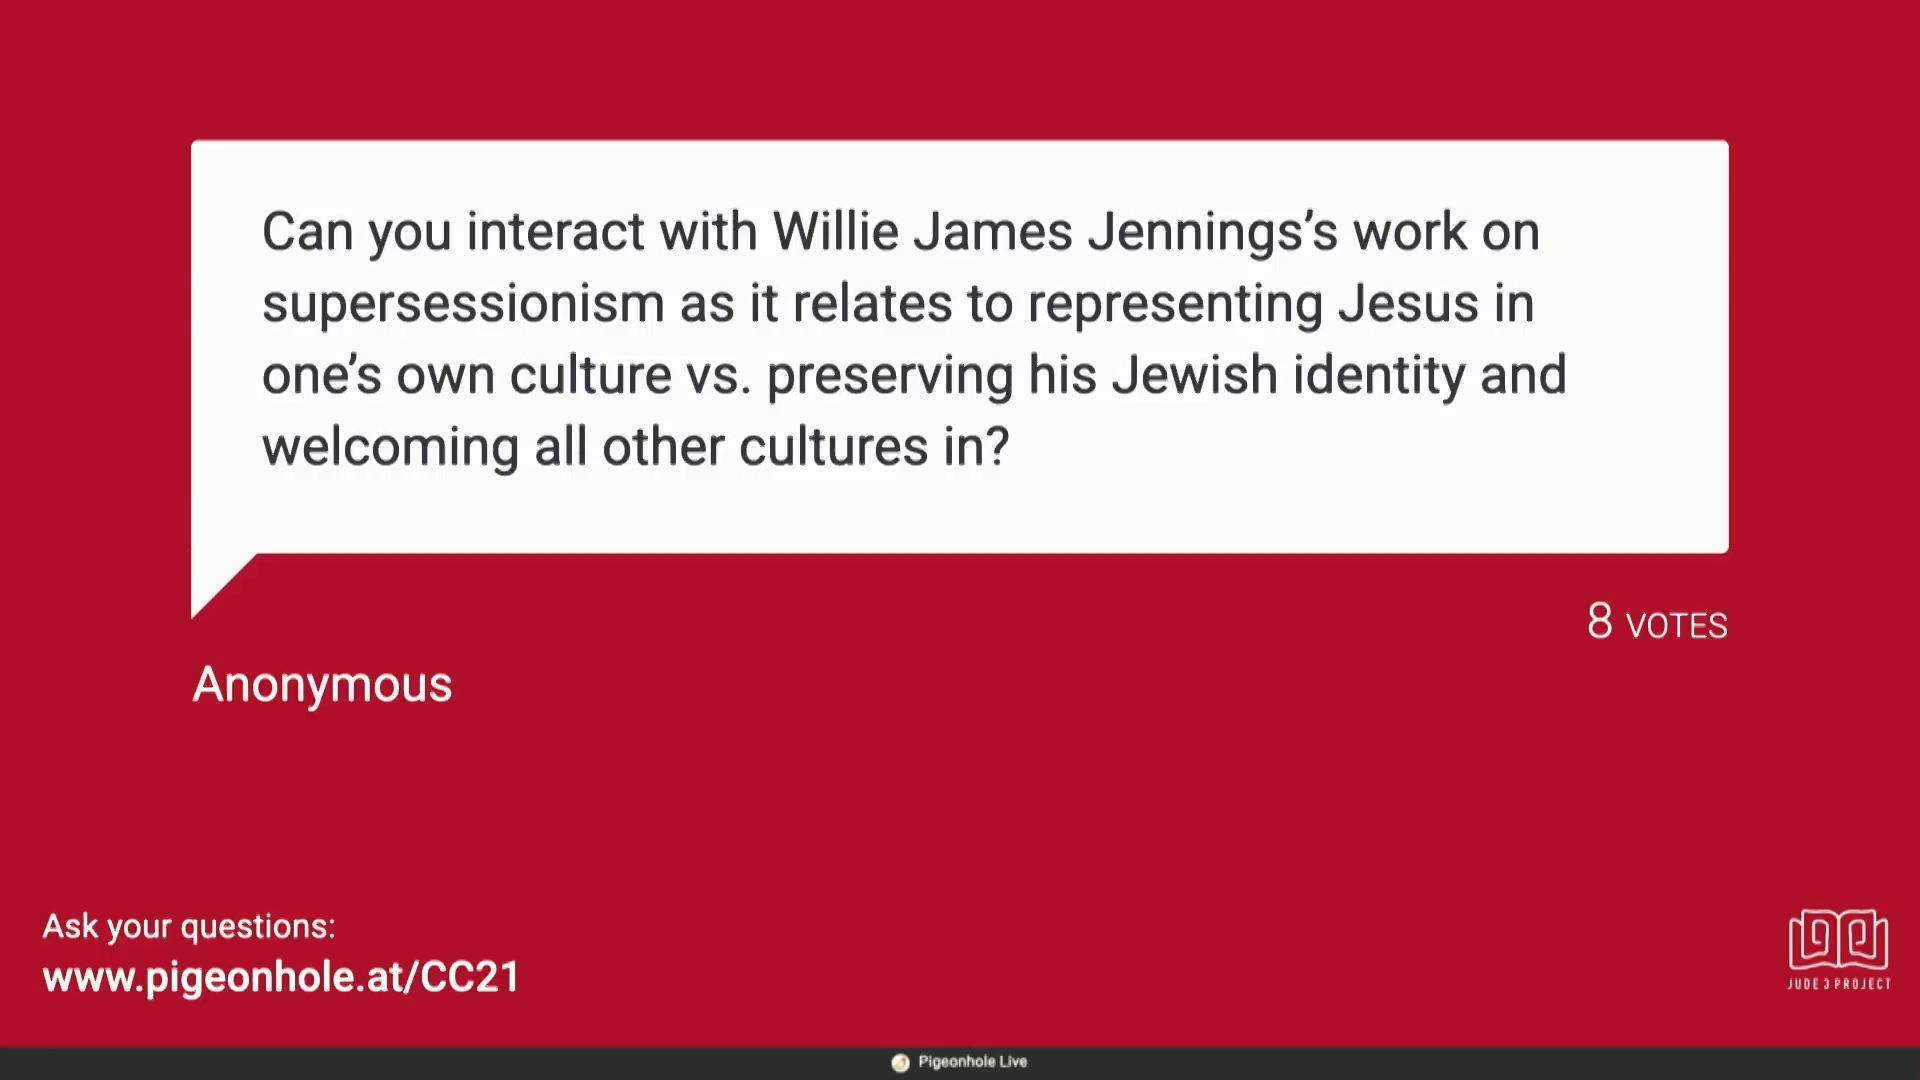 Can you interact with Willie James Jennings’s work on
supersessionism as it relates to representing Jesus in
one’s own culture vs. preserving his Jewish identity and
welcoming all other cultures in?
8 VOTES
Anonymous
Ask your questions:
www.pigeonhole.at/CC21
JUDE 3 PROJECT
Pigeonhole Live